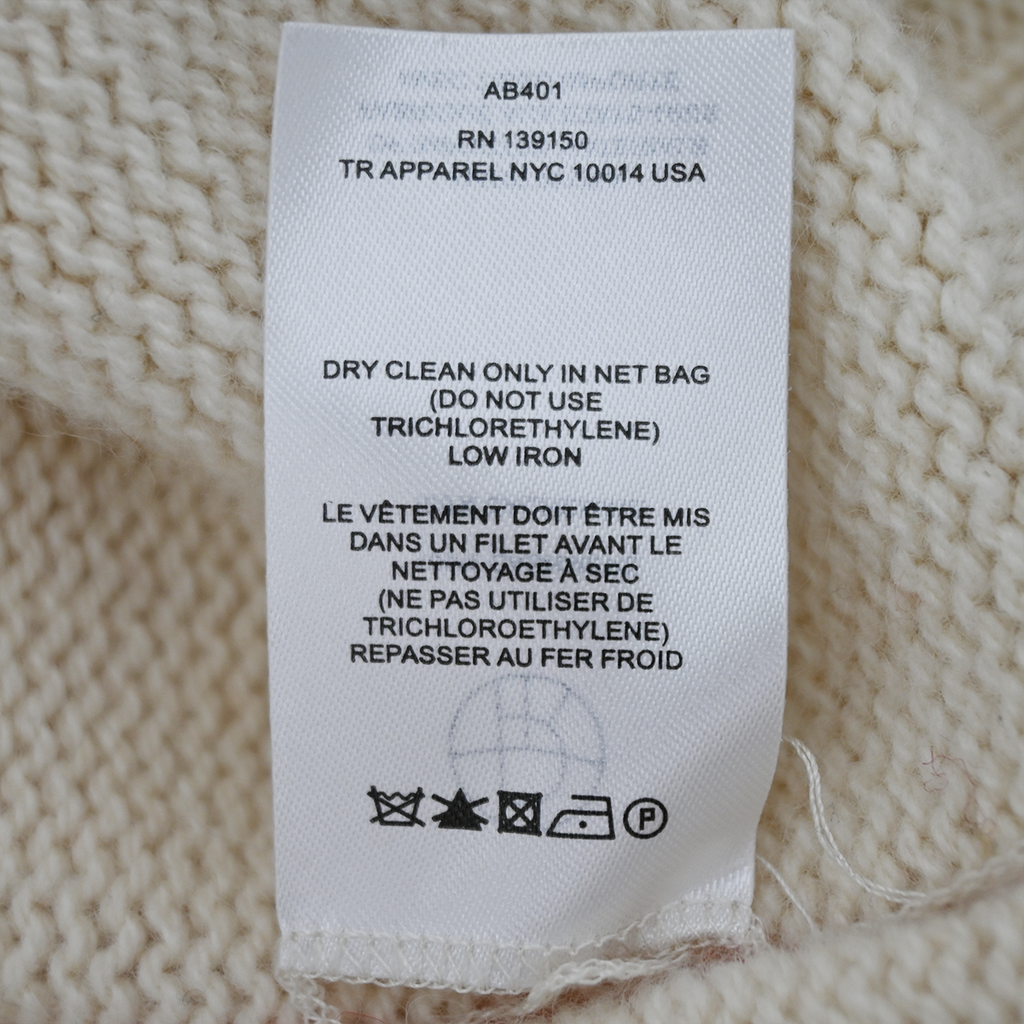 AB401
RN 139150
TR APPAREL NYC 10014 USA
DRY CLEAN ONLY IN NET BAG
(DO NOT USE
TRICHLORETHYLENE)
LOW IRON
LE VÊTEMENT DOIT ÊTRE MIS
DANS UN FILET AVANT LE
NETTOYAGE À SEC
(NE PAS UTILISER DE
TRICHLOROETHYLENE)
REPASSER AU FER FROID
P